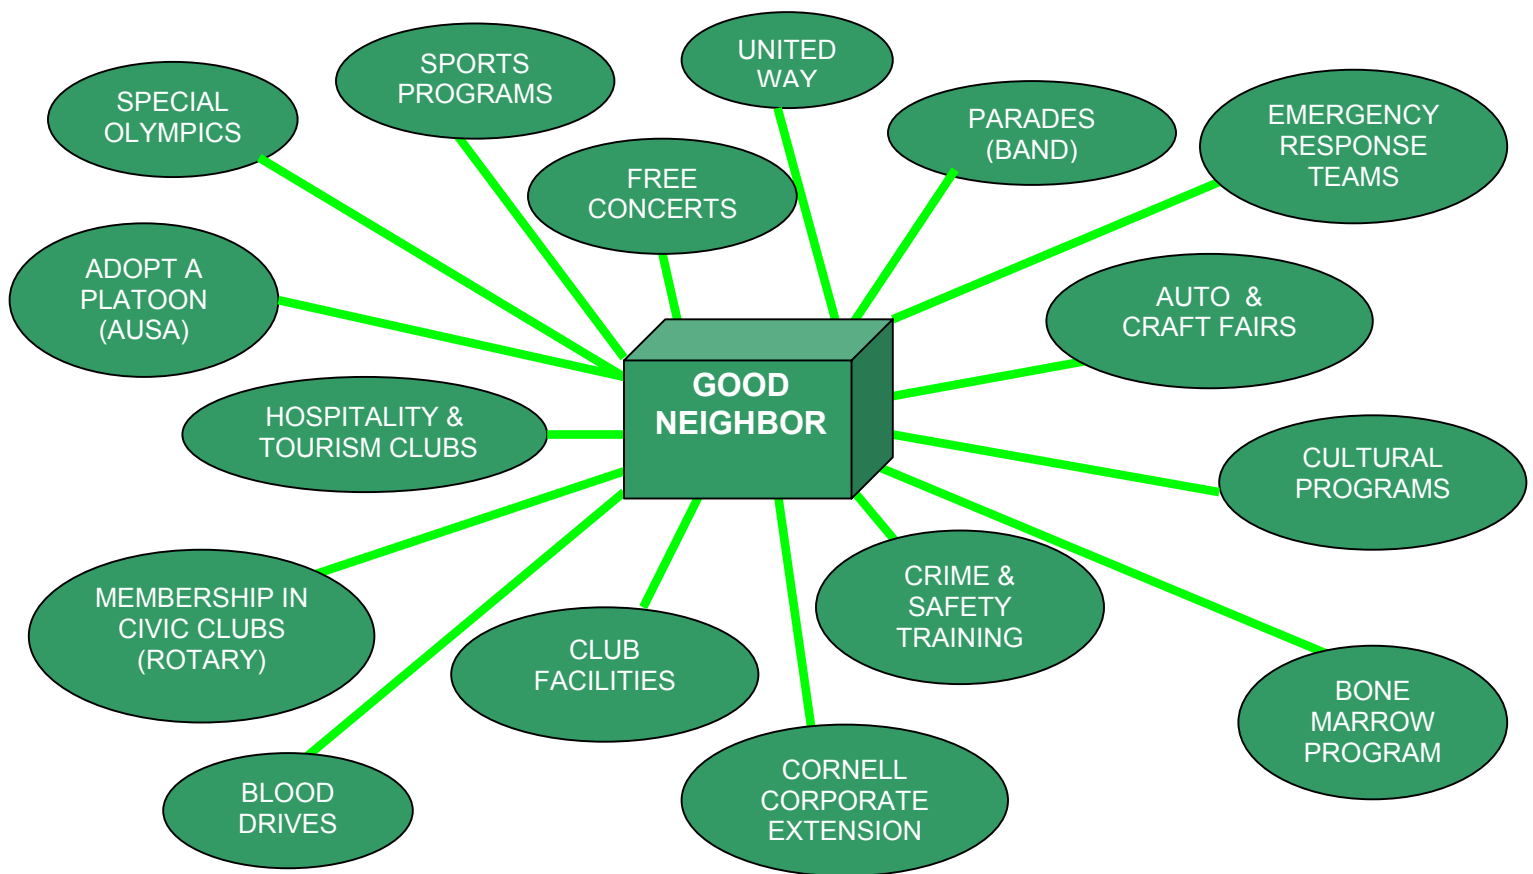 UNITED
WAY
SPORTS
PROGRAMS
SPECIAL
OLYMPICS
PARADES
(BAND)
EMERGENCY
RESPONSE
TEAMS
FREE
CONCERTS
ADOPT A
PLATOON
(AUSA)
AUTO &
CRAFT FAIRS
GOOD
NEIGHBOR
HOSPITALITY &
TOURISM CLUBS
CULTURAL
PROGRAMS
MEMBERSHIP IN
CIVIC CLUBS
(ROTARY)
CRIME &
SAFETY
TRAINING
CLUB
FACILITIES
BONE
MARROW
PROGRAM
BLOOD
DRIVES
CORNELL
CORPORATE
EXTENSION